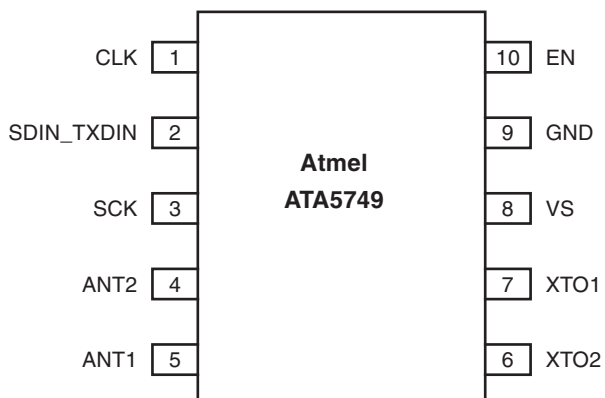 CLK 1
10 EN
SDIN_TXDIN 2
9 GND
Atmel
ATA5749
SCK 3
8 VS
ANT2 4
7 XTO1
ANT1 5
6 XTO2